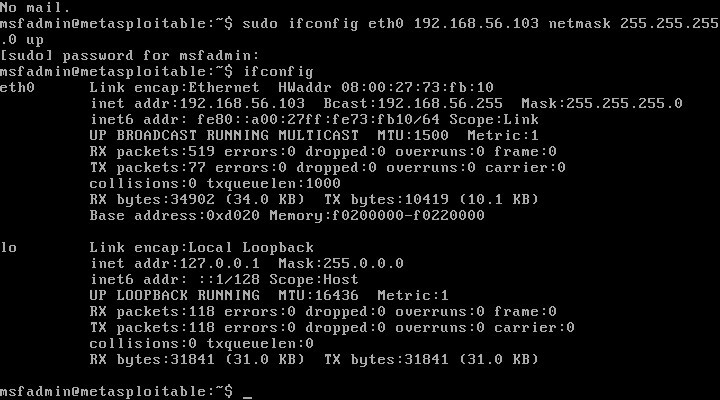 No mail.
msfadmin@metasploitable:~$ sudo ifconfig eth0 192.168.56.103 netmask 255.255.255
.0 up
[sudo] password for msfadmin:
msfadmin@metasploitable:~$ ifconfig
eth0      Link encap:Ethernet  HWaddr 08:00:27:73:fb:10
          inet addr:192.168.56.103  Bcast:192.168.56.255  Mask:255.255.255.0
          inet6 addr: fe80::a00:27ff:fe73:fb10/64 Scope:Link
          UP BROADCAST RUNNING MULTICAST  MTU:1500  Metric:1
          RX packets:519 errors:0 dropped:0 overruns:0 frame:0
          TX packets:77 errors:0 dropped:0 overruns:0 carrier:0
          collisions:0 txqueuelen:1000
          RX bytes:34902 (34.0 KB)  TX bytes:10419 (10.1 KB)
          Base address:0xd020 Memory:f0200000-f0220000

lo        Link encap:Local Loopback
          inet addr:127.0.0.1  Mask:255.0.0.0
          inet6 addr: ::1/128 Scope:Host
          UP LOOPBACK RUNNING  MTU:16436  Metric:1
          RX packets:118 errors:0 dropped:0 overruns:0 frame:0
          TX packets:118 errors:0 dropped:0 overruns:0 carrier:0
          collisions:0 txqueuelen:0
          RX bytes:31841 (31.0 KB)  TX bytes:31841 (31.0 KB)

msfadmin@metasploitable:~$ _